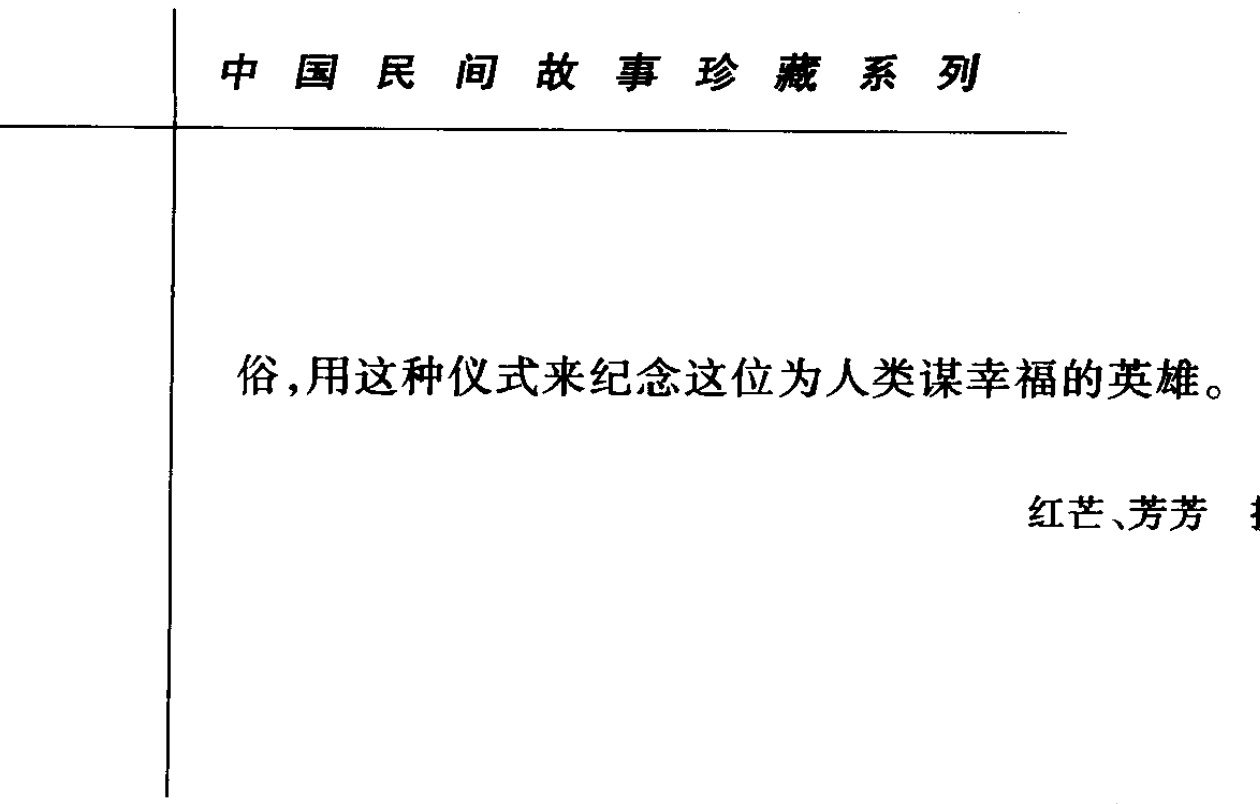 中国民间故事珍藏系列
俗,用这种仪式来纪念这位为人类谋幸福的英雄。
红芒、芳芳